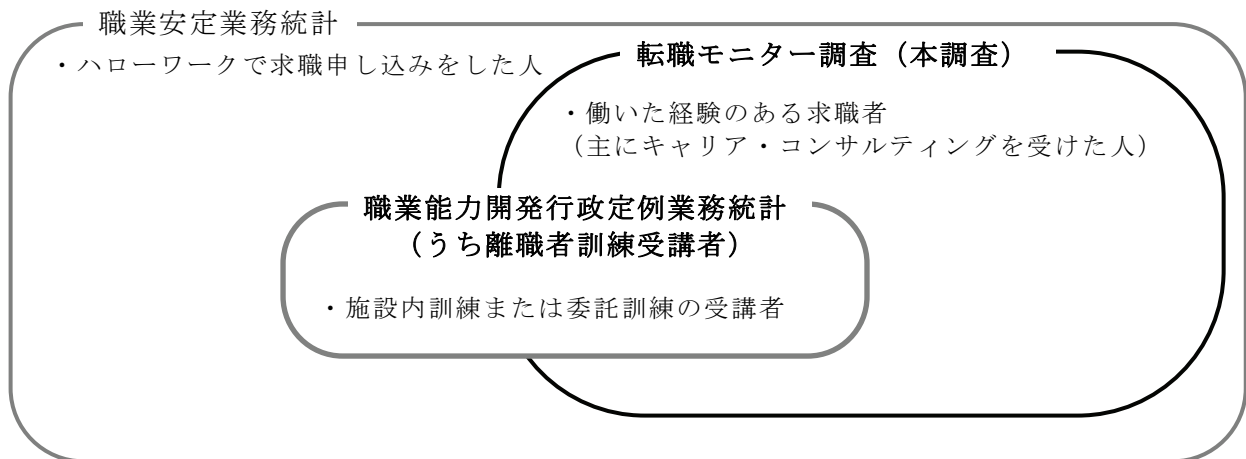 職業安定業務統計
・ハローワークで求職申し込みをした人
転職モニター調査（本調査）
・働いた経験のある求職者
（主にキャリア・コンサルティングを受けた人）
職業能力開発行政定例業務統計
（うち離職者訓練受講者）
・施設内訓練または委託訓練の受講者